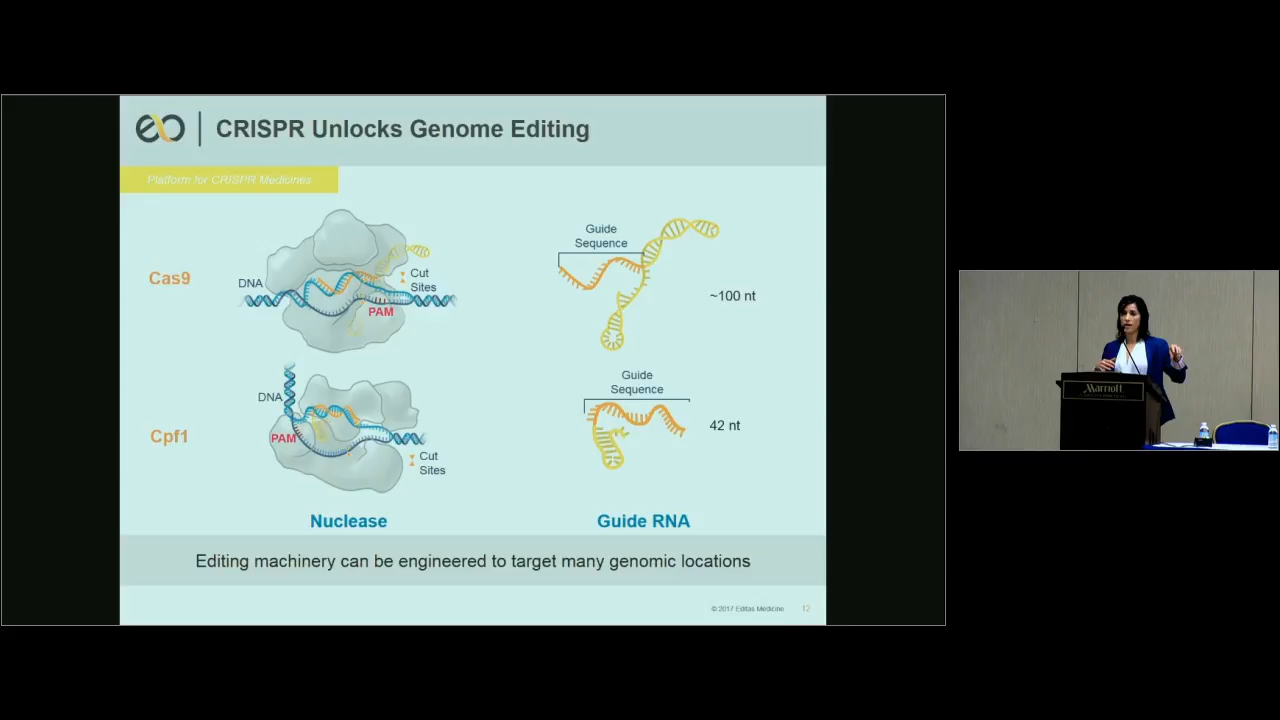 CRISPR Unlocks Genome Editing
Platform for CRISPR Medicines
Cas9
DNA
Cut
Sites
PAM
Guide
Sequence
~100 nt
Cpf1
DNA
PAM
Cut
Sites
Guide
Sequence
42 nt
Nuclease
Guide RNA
Editing machinery can be engineered to target many genomic locations
© 2017 Editas Medicine
12
Marriott